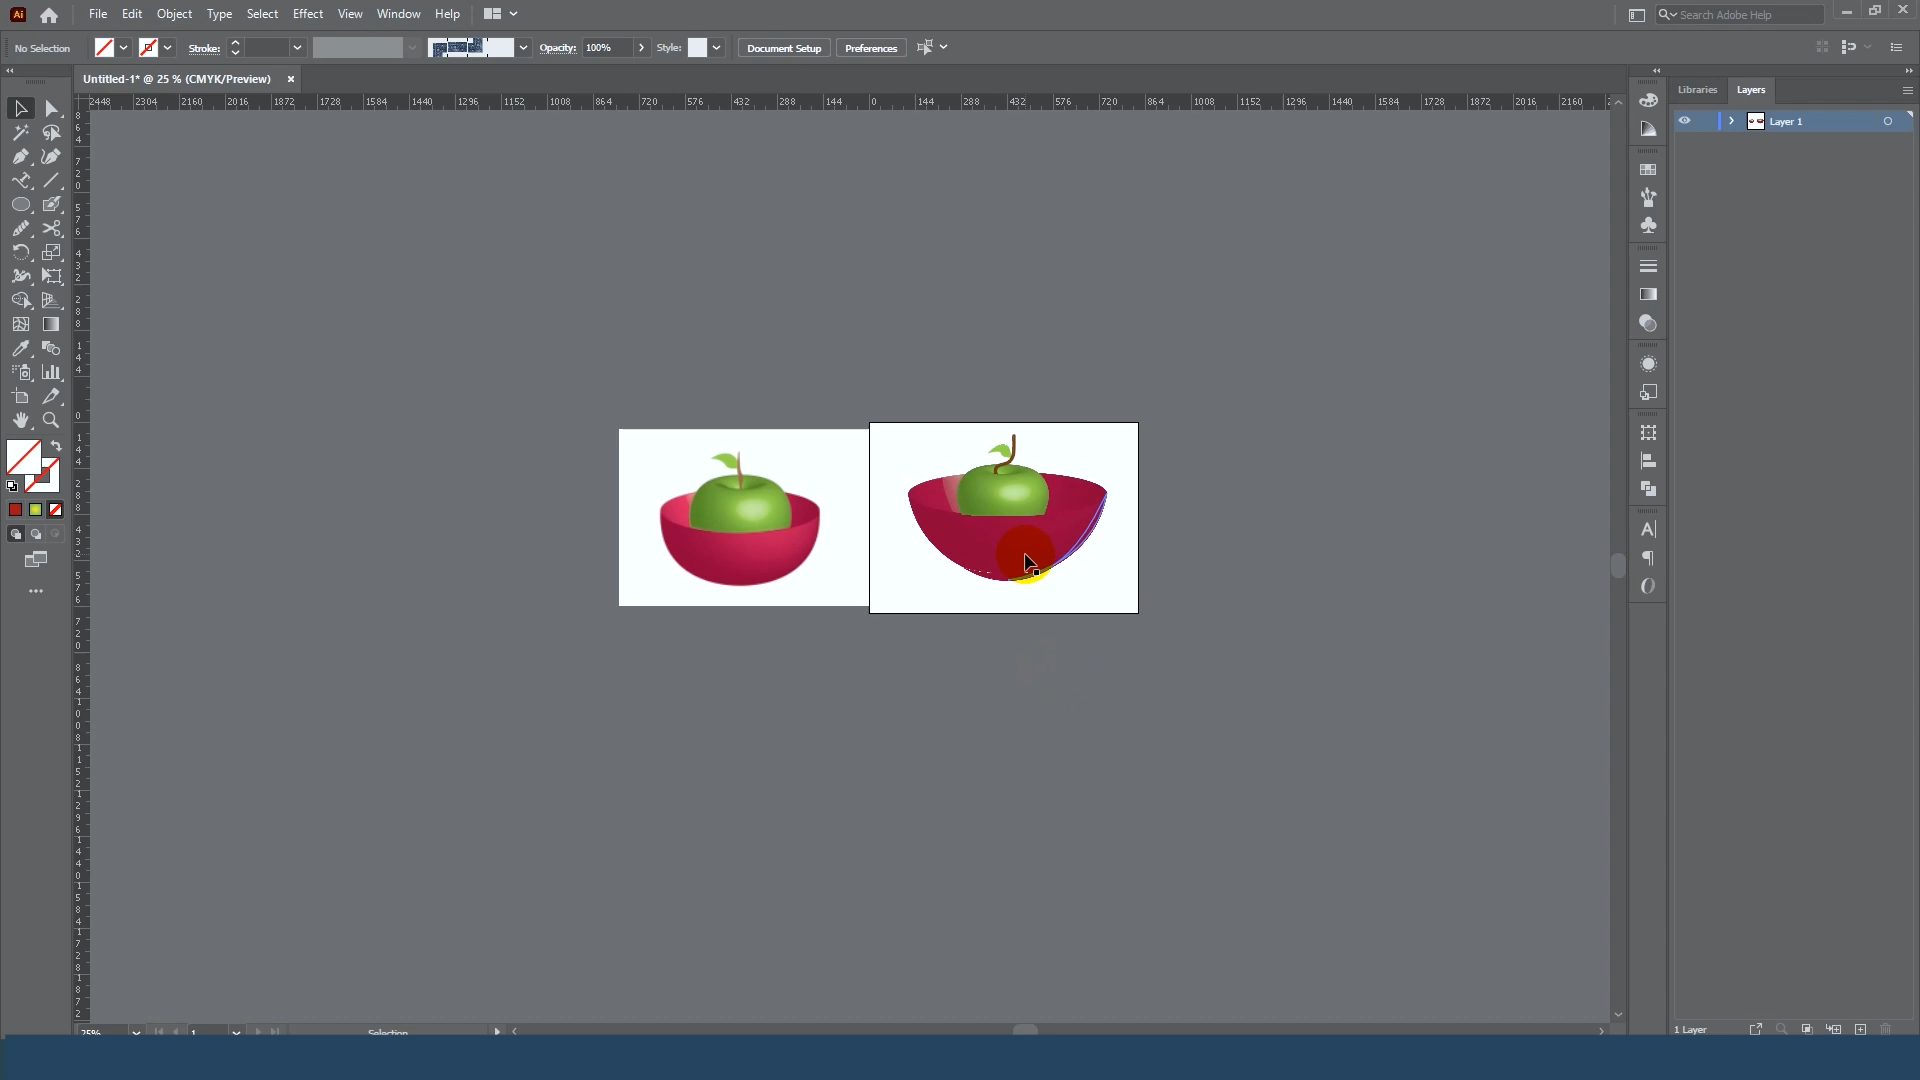 Ai File Edit Object Type Select Effect View Window Help Search Adobe Help
No Selection Stroke: Opacity: 100% Style: Document Setup Preferences
Untitled-1* @ 25 % (CMYK/Preview) × Libraries Layers
2448 2304 2160 2016 1872 1728 1584 1440 1296 1152 1008 864 720 576 432 288 144 0 144 288 432 576 720 864 1008 1152 1296 1440 1584 1728 1872 2016 2160
Layer 1
25% 1 Selection 1 Layer